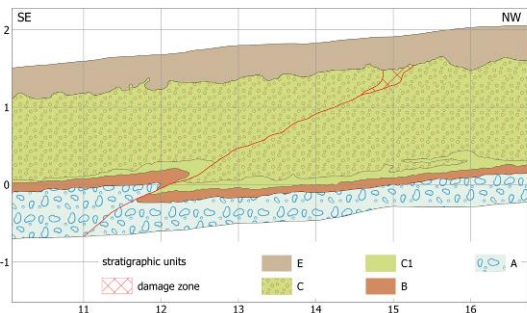 SE
NW
2
1
0
-1
stratigraphic units
damage zone
E
C
C1
B
A
11
12
13
14
15
16